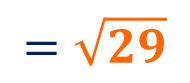 = √29